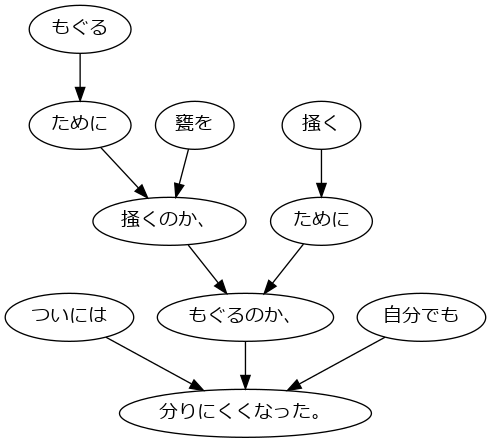 もぐる
ために
甕を
掻く
掻くのか、
ために
ついには
もぐるのか、
自分でも
分りにくくなった。